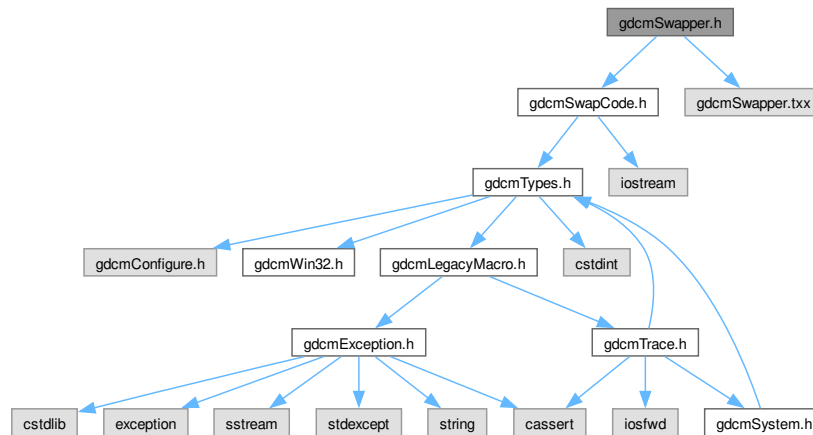 gdcmSwapper.h
gdcmSwapCode.h
gdcmSwapper.txx
gdcmTypes.h
iostream
gdcmConfigure.h
gdcmWin32.h
gdcmLegacyMacro.h
cstdint
gdcmException.h
gdcmTrace.h
cstdlib
exception
sstream
stdexcept
string
cassert
iosfwd
gdcmSystem.h